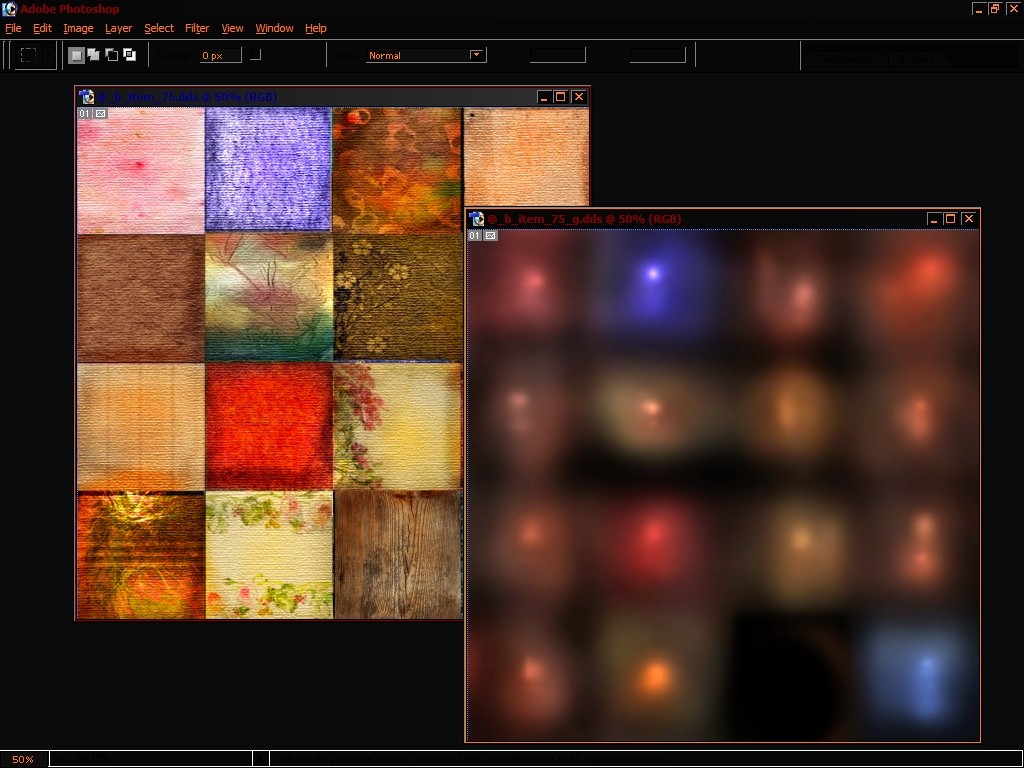 Adobe Photoshop
File Edit Image Layer Select Filter View Window Help
0 px
Normal
@_b_item_75.dds @ 50% (RGB)
01
@_b_item_75_g.dds @ 50% (RGB)
01
50%